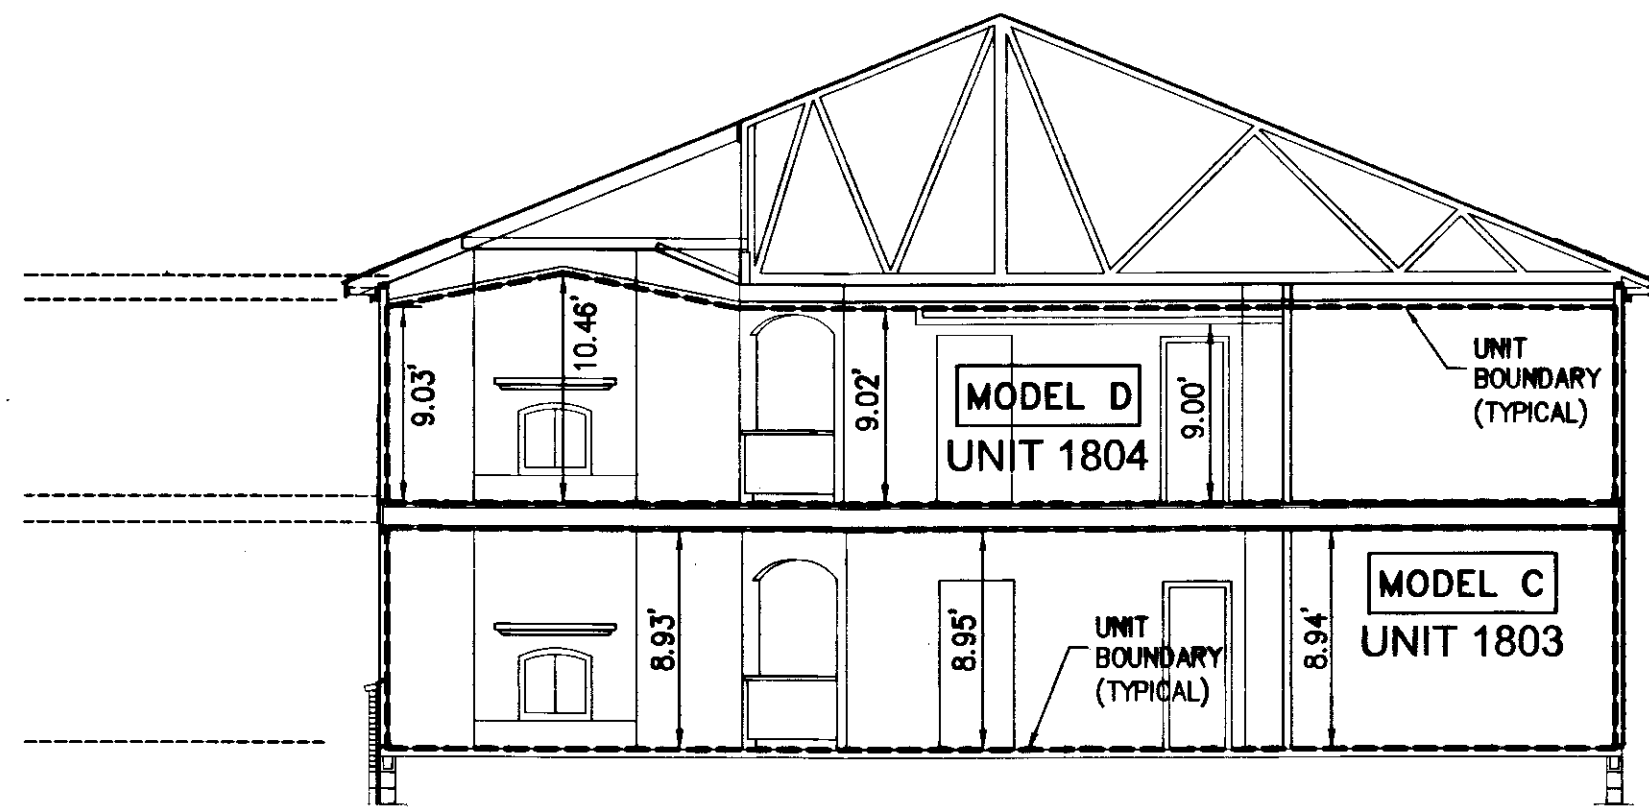 10.46'
9.03'
9.02'
MODEL D
UNIT 1804
9.00'
UNIT
BOUNDARY
(TYPICAL)
8.93'
8.95'
UNIT
BOUNDARY
(TYPICAL)
8.94'
MODEL C
UNIT 1803